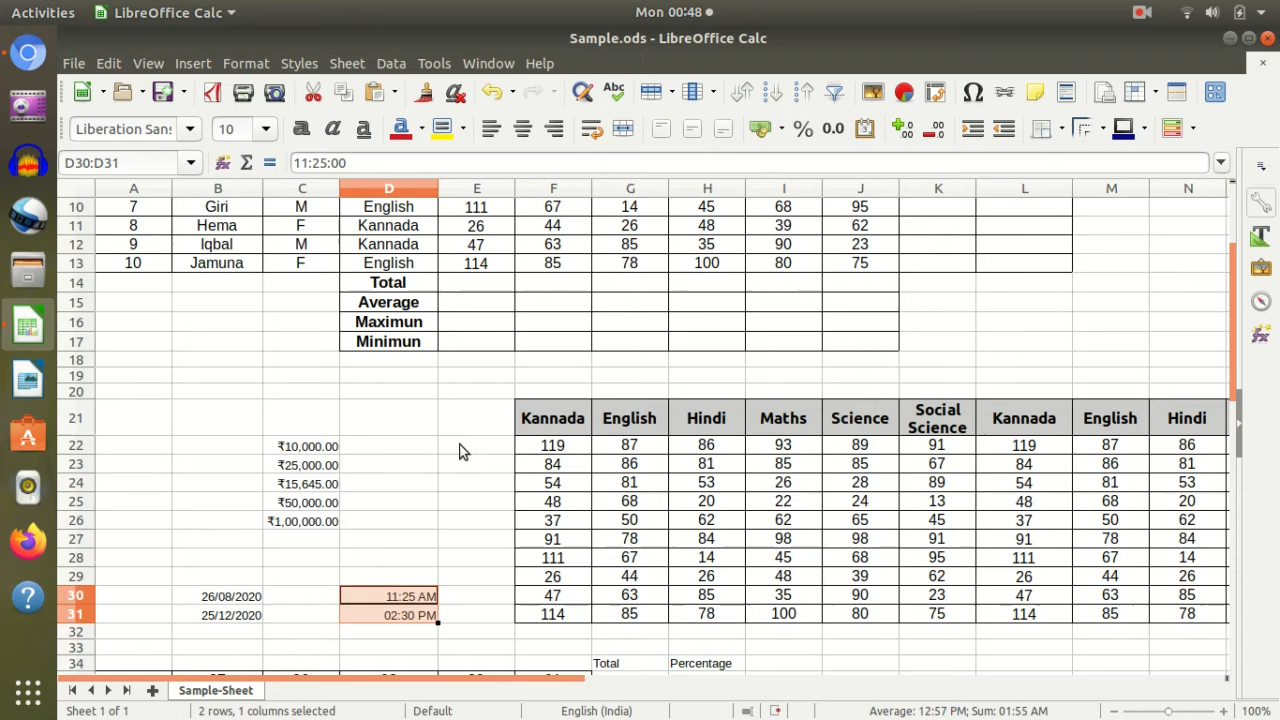 Activities LibreOffice Calc Mon 00:48
Sample.ods - LibreOffice Calc
File Edit View Insert Format Styles Sheet Data Tools Window Help
Liberation Sans 10
D30:D31 11:25:00
A B C D E F G H I J K L M N
10 7 Giri M English 111 67 14 45 68 95
11 8 Hema F Kannada 26 44 26 48 39 62
12 9 Iqbal M Kannada 47 63 85 35 90 23
13 10 Jamuna F English 114 85 78 100 80 75
14 Total
15 Average
16 Maximun
17 Minimun
18
19
20
21 Kannada English Hindi Maths Science Social Science Kannada English Hindi
22 ₹10,000.00 119 87 86 93 89 91 119 87 86
23 ₹25,000.00 84 86 81 85 85 67 84 86 81
24 ₹15,645.00 54 81 53 26 28 89 54 81 53
25 ₹50,000.00 48 68 20 22 24 13 48 68 20
26 ₹1,00,000.00 37 50 62 62 65 45 37 50 62
27 91 78 84 98 98 91 91 78 84
28 111 67 14 45 68 95 111 67 14
29 26 44 26 48 39 62 26 44 26
30 26/08/2020 11:25 AM 47 63 85 35 90 23 47 63 85
31 25/12/2020 02:30 PM 114 85 78 100 80 75 114 85 78
32
33
34 Total Percentage
Sample-Sheet
Sheet 1 of 1 2 rows, 1 columns selected Default English (India) Average: 12:57 PM; Sum: 01:55 AM 100%